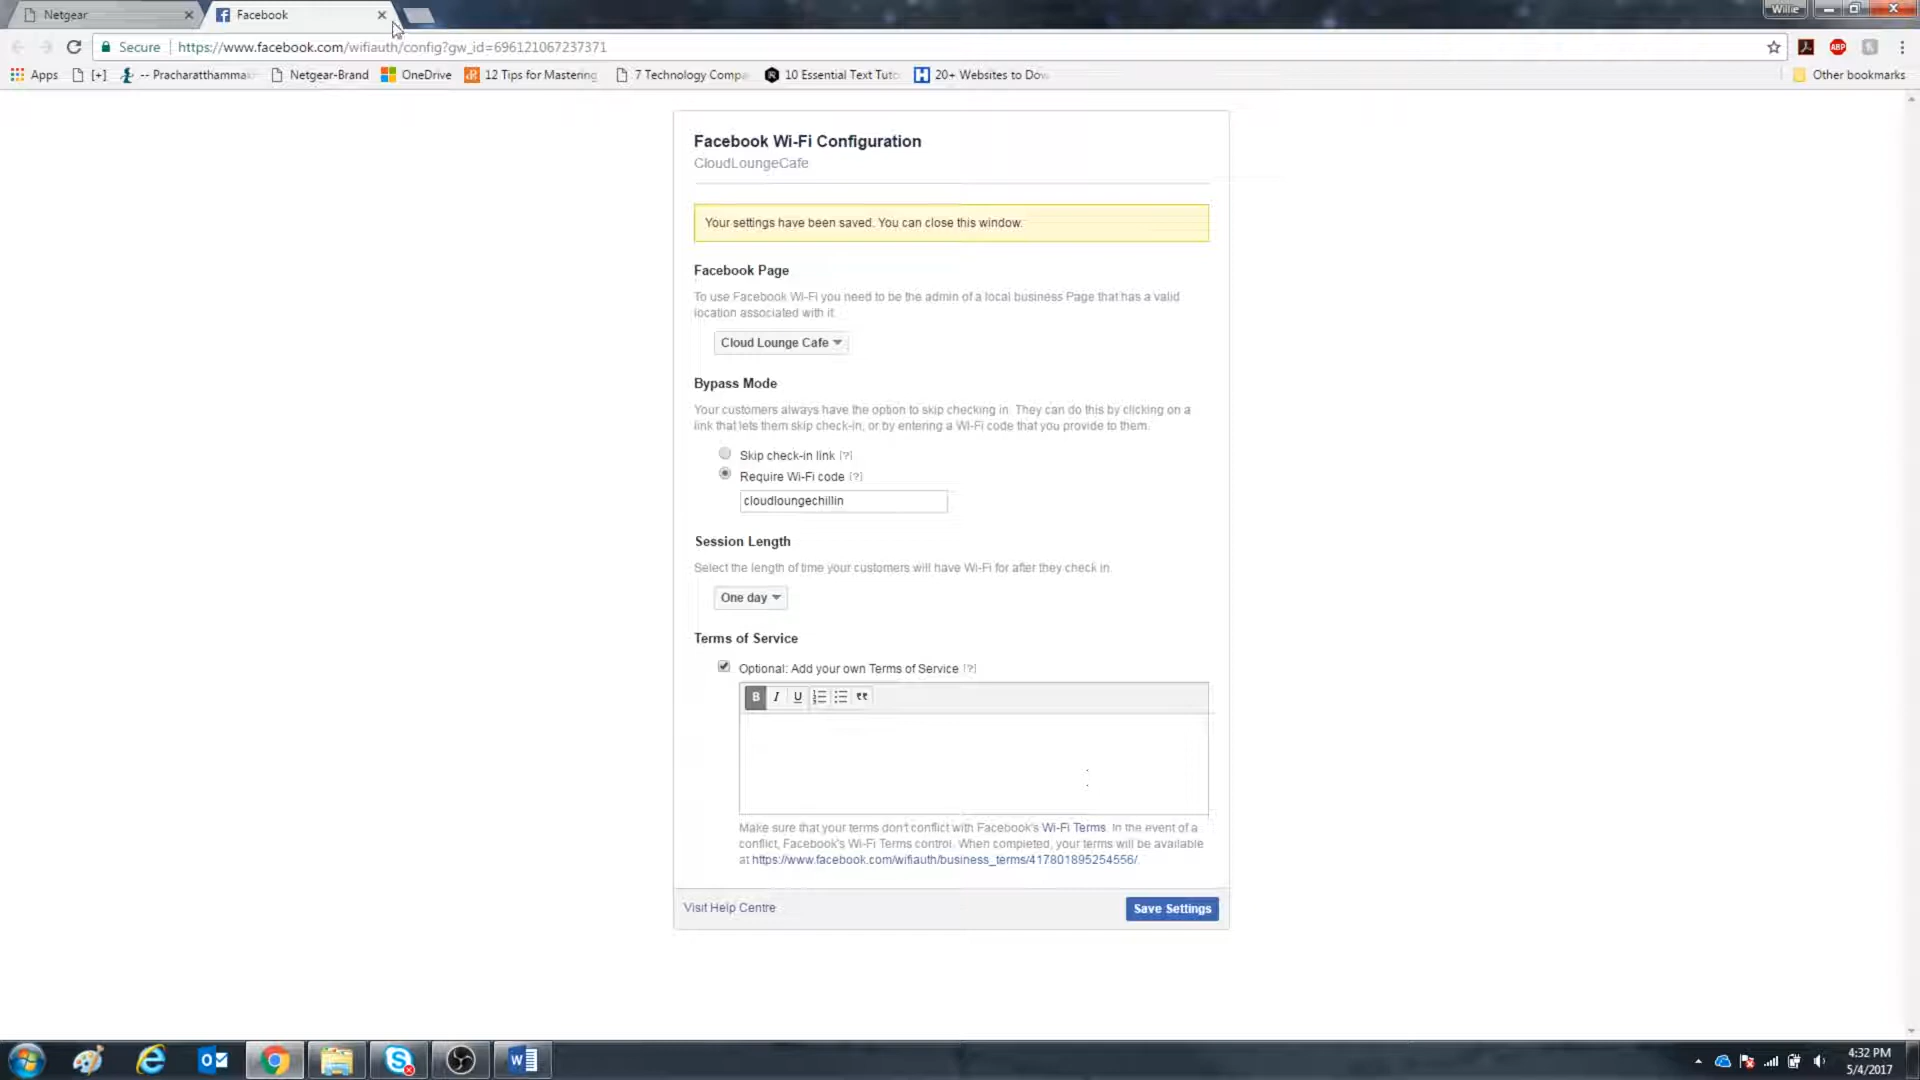 Netgear
Facebook
Willie
Secure
https://www.facebook.com/wifiauth/config?gw_id=696121067237371
ABP
Apps
[+]
-- Pracharatthamma
Netgear-Brand
OneDrive
12 Tips for Mastering
7 Technology Compa
10 Essential Text Tuto
20+ Websites to Dow
Other bookmarks
Facebook Wi-Fi Configuration
CloudLoungeCafe
Your settings have been saved. You can close this window.
Facebook Page
To use Facebook Wi-Fi you need to be the admin of a local business Page that has a valid
location associated with it.
Cloud Lounge Cafe
Bypass Mode
Your customers always have the option to skip checking in. They can do this by clicking on a
link that lets them skip check-in, or by entering a Wi-Fi code that you provide to them.
Skip check-in link [?]
Require Wi-Fi code [?]
cloudloungechillin
Session Length
Select the length of time your customers will have Wi-Fi for after they check in.
One day
Terms of Service
Optional: Add your own Terms of Service [?]
B I U
Make sure that your terms don't conflict with Facebook's Wi-Fi Terms. In the event of a
conflict, Facebook's Wi-Fi Terms control. When completed, your terms will be available
at https://www.facebook.com/wifiauth/business_terms/417801895254556/.
Visit Help Centre
Save Settings
4:32 PM
5/4/2017